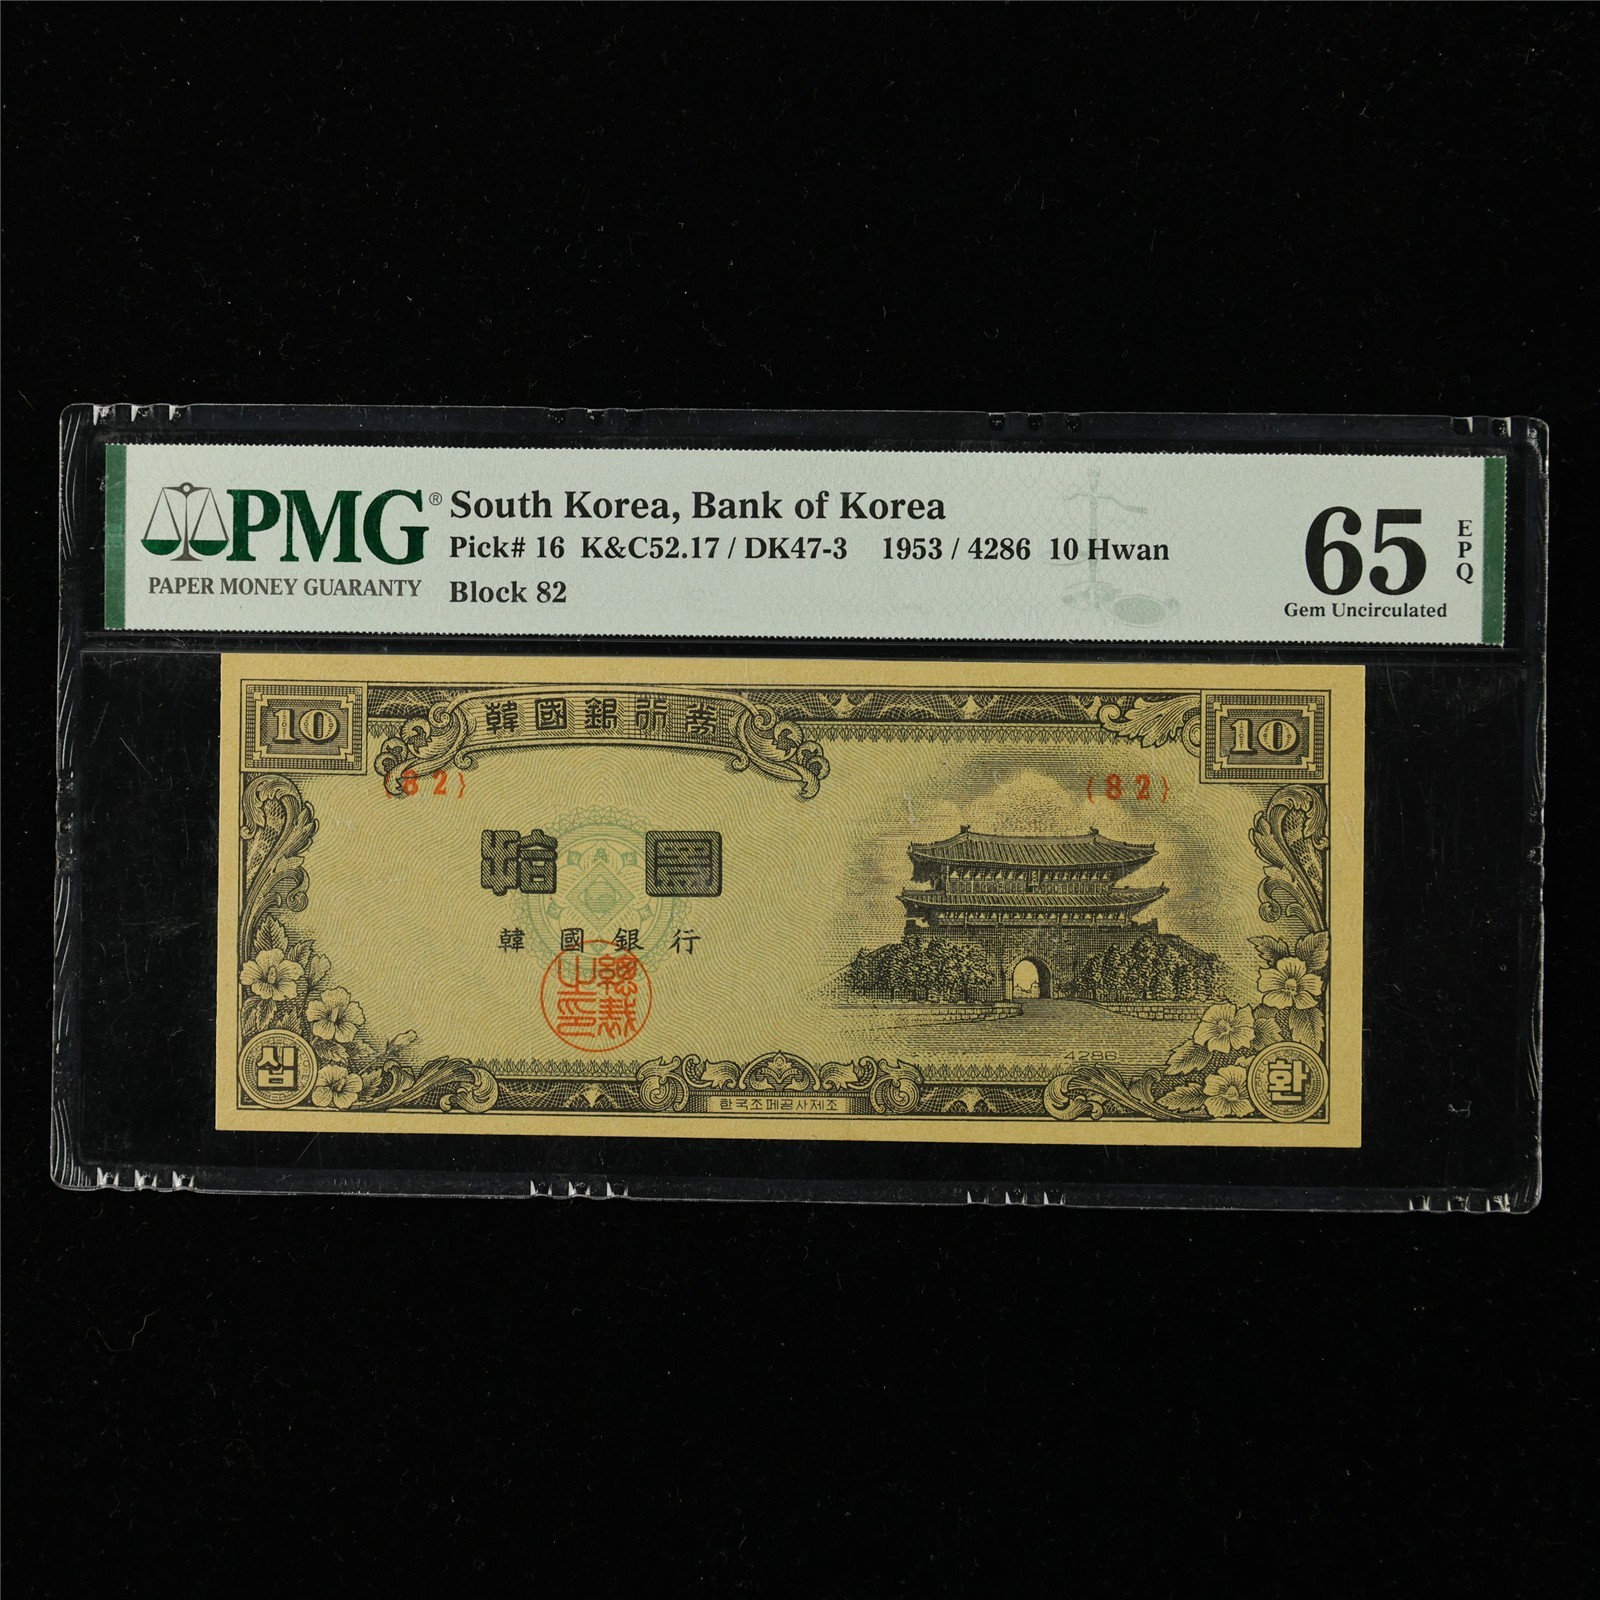 PMG®
PAPER MONEY GUARANTY
South Korea, Bank of Korea
Pick# 16 K&C52.17 / DK47-3 1953 / 4286 10 Hwan
Block 82
65
EPQ
Gem Uncirculated
10
韓國銀行券
10
{82}
{82}
拾圜
韓國銀行
總裁之印
4286
십
환
한국조폐공사제조